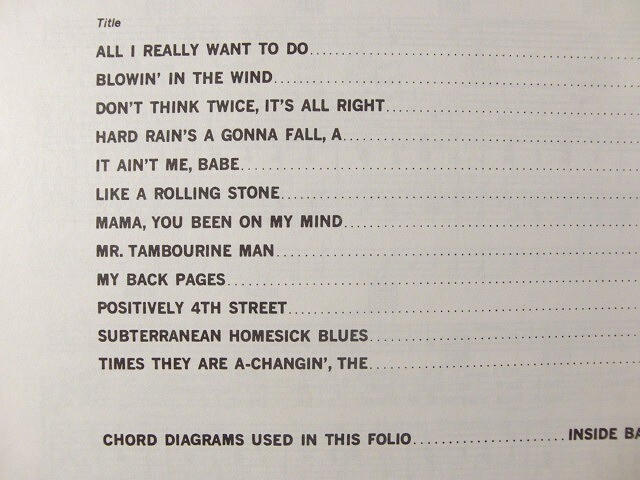 Title
ALL I REALLY WANT TO DO
BLOWIN' IN THE WIND
DON'T THINK TWICE, IT'S ALL RIGHT
HARD RAIN'S A GONNA FALL, A
IT AIN'T ME, BABE
LIKE A ROLLING STONE
MAMA, YOU BEEN ON MY MIND
MR. TAMBOURINE MAN
MY BACK PAGES
POSITIVELY 4TH STREET
SUBTERRANEAN HOMESICK BLUES
TIMES THEY ARE A-CHANGIN', THE
CHORD DIAGRAMS USED IN THIS FOLIO INSIDE BA